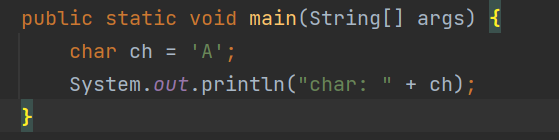 public static void main(String[] args) {
    char ch = 'A';
    System.out.println("char: " + ch);
}